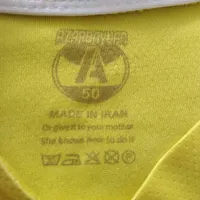 A
50
MADE IN IRAN
Or give it to your mother
She knows how to do it